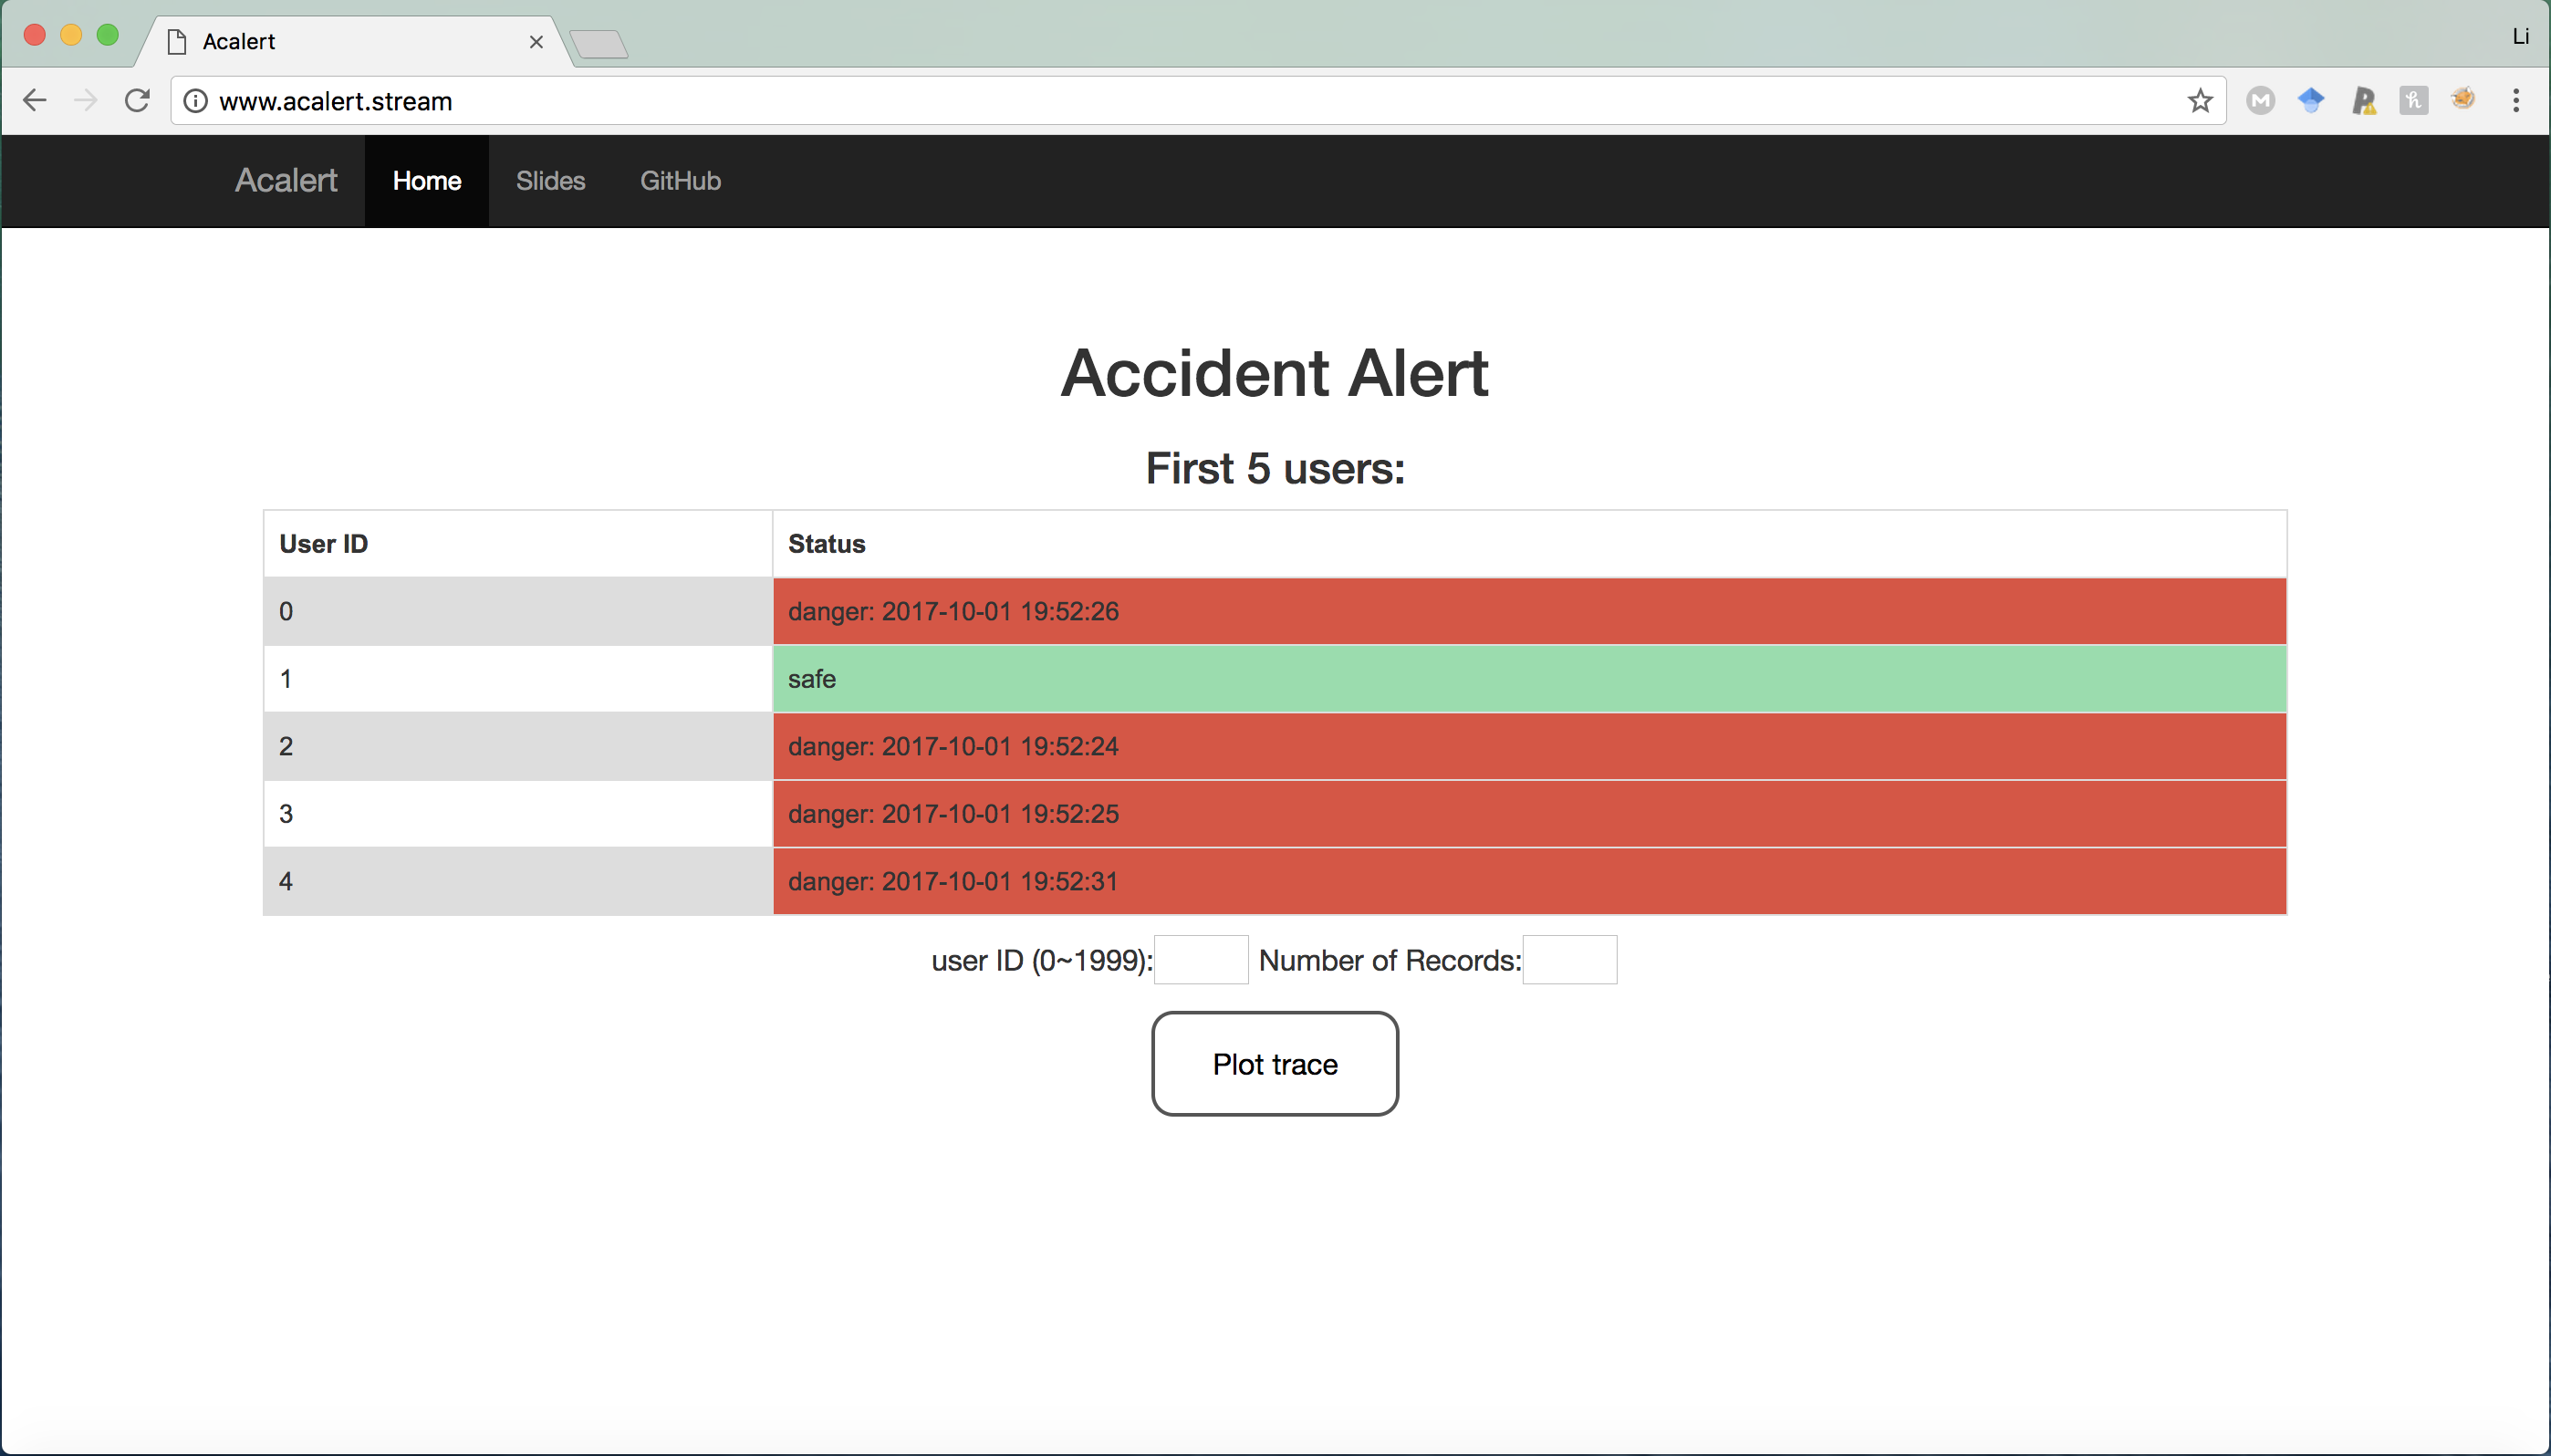 Acalert
Li
www.acalert.stream
Acalert Home Slides GitHub
Accident Alert
First 5 users:
User ID Status
0 danger: 2017-10-01 19:52:26
1 safe
2 danger: 2017-10-01 19:52:24
3 danger: 2017-10-01 19:52:25
4 danger: 2017-10-01 19:52:31
user ID (0~1999): Number of Records:
Plot trace